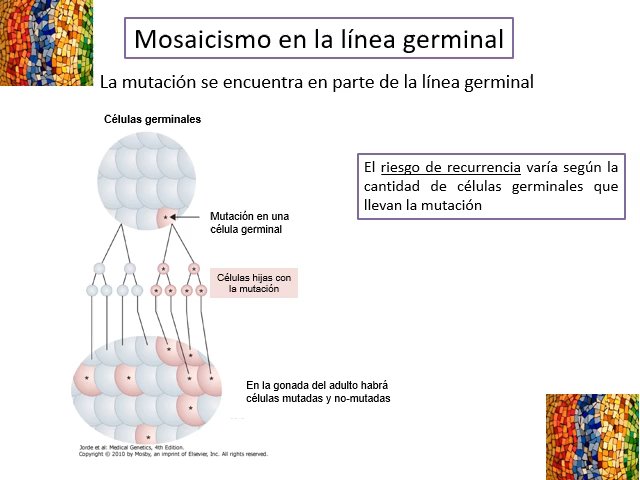 Mosaicismo en la línea germinal
La mutación se encuentra en parte de la línea germinal
Células germinales
El riesgo de recurrencia varía según la
cantidad de células germinales que
llevan la mutación
Mutación en una
célula germinal
Células hijas con
la mutación
En la gonada del adulto habrá
células mutadas y no-mutadas
Jorde et al: Medical Genetics, 4th Edition.
Copyright © 2010 by Mosby, an imprint of Elsevier, Inc. All rights reserved.